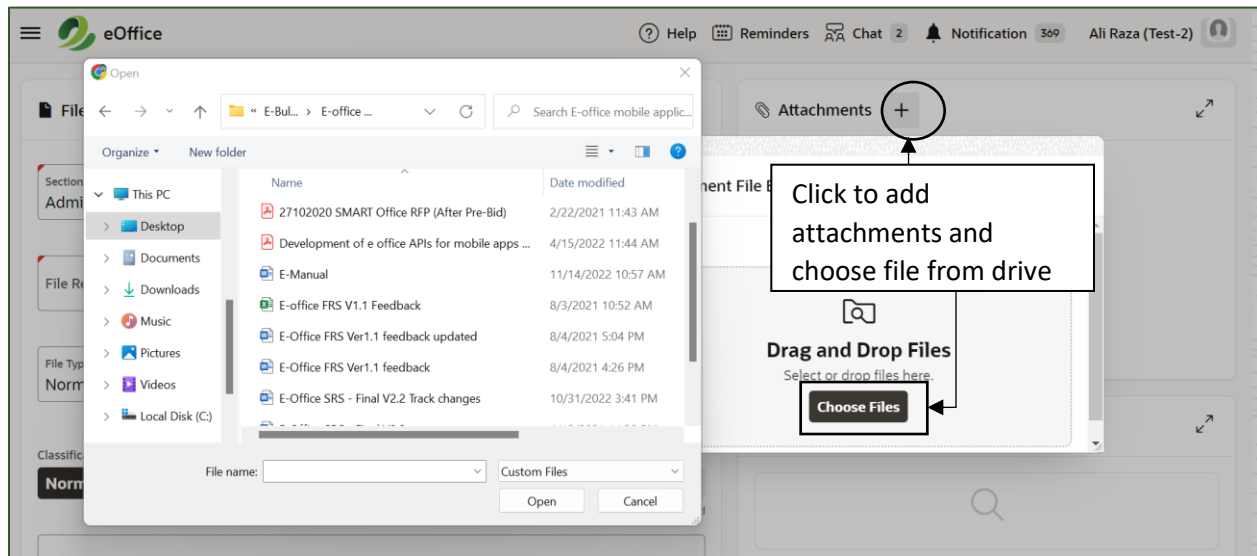 eOffice
Help
Reminders
Chat 2
Notification 369
Ali Raza (Test-2)
Open
« E-Bul... > E-office ...
Search E-office mobile applic...
Organize
New folder
This PC
Desktop
Documents
Downloads
Music
Pictures
Videos
Local Disk (C:)
Name
Date modified
27102020 SMART Office RFP (After Pre-Bid) 2/22/2021 11:43 AM
Development of e office APIs for mobile apps ... 4/15/2022 11:44 AM
E-Manual 11/14/2022 10:57 AM
E-office FRS V1.1 Feedback 8/3/2021 10:52 AM
E-Office FRS Ver1.1 feedback updated 8/4/2021 5:04 PM
E-Office FRS Ver1.1 feedback 8/4/2021 4:26 PM
E-Office SRS - Final V2.2 Track changes 10/31/2022 3:41 PM
File name:
Custom Files
Open
Cancel
File
Section
Admi
File Re
File Typ
Norm
Classific
Norm
Attachments +
Click to add
attachments and
choose file from drive
Drag and Drop Files
Select or drop files here.
Choose Files